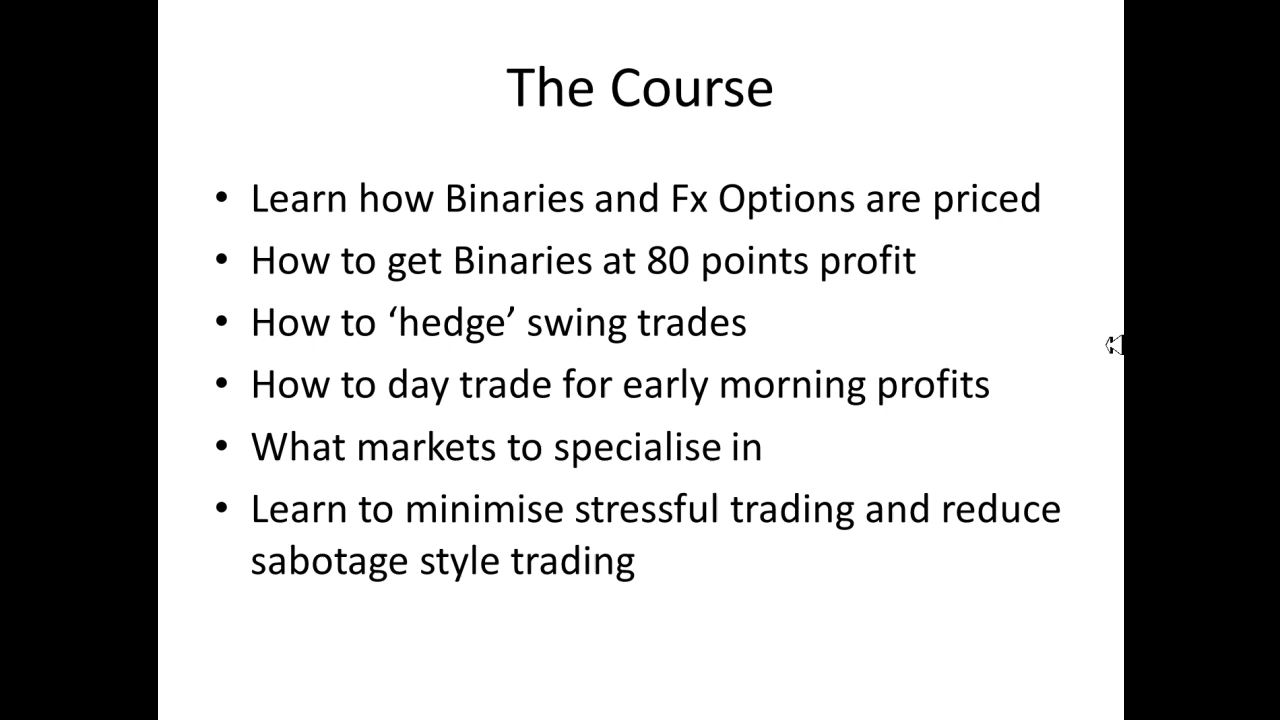 The Course
• Learn how Binaries and Fx Options are priced
• How to get Binaries at 80 points profit
• How to ‘hedge’ swing trades
• How to day trade for early morning profits
• What markets to specialise in
• Learn to minimise stressful trading and reduce
sabotage style trading